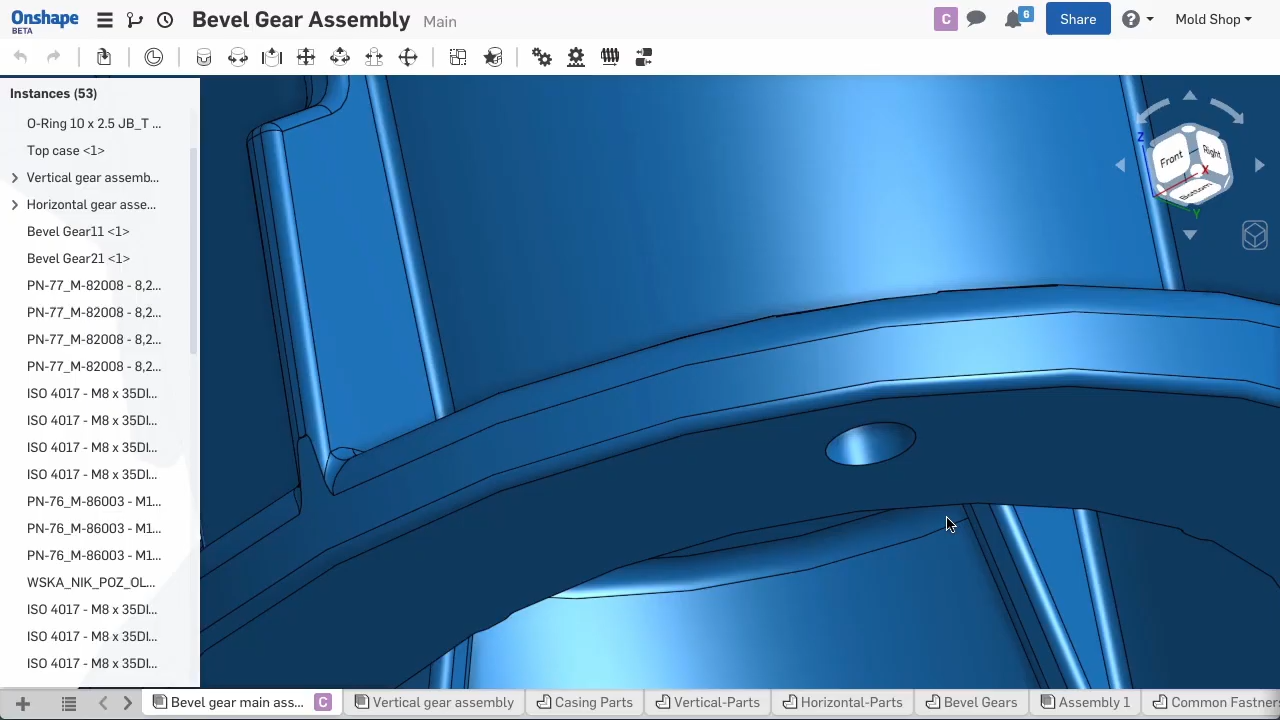 Onshape
BETA
Bevel Gear Assembly Main
C
6
Share
Mold Shop
Instances (53)
O-Ring 10 x 2.5 JB_T ...
Top case <1>
Vertical gear assemb...
Horizontal gear asse...
Bevel Gear11 <1>
Bevel Gear21 <1>
PN-77_M-82008 - 8,2...
PN-77_M-82008 - 8,2...
PN-77_M-82008 - 8,2...
PN-77_M-82008 - 8,2...
ISO 4017 - M8 x 35DI...
ISO 4017 - M8 x 35DI...
ISO 4017 - M8 x 35DI...
ISO 4017 - M8 x 35DI...
PN-76_M-86003 - M1...
PN-76_M-86003 - M1...
PN-76_M-86003 - M1...
WSKA_NIK_POZ_OL...
ISO 4017 - M8 x 35DI...
ISO 4017 - M8 x 35DI...
ISO 4017 - M8 x 35DI...
Z
Front
Right
X
Bottom
Y
Bevel gear main ass... C
Vertical gear assembly
Casing Parts
Vertical-Parts
Horizontal-Parts
Bevel Gears
Assembly 1
Common Fastner